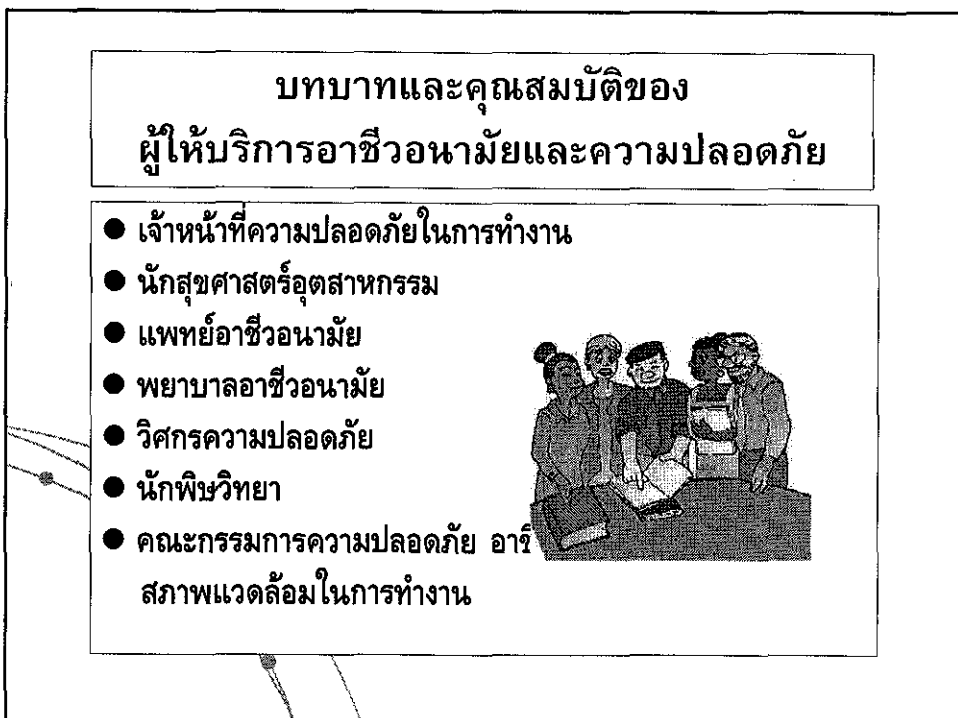 บทบาทและคุณสมบัติของ
ผู้ให้บริการอาชีวอนามัยและความปลอดภัย
● เจ้าหน้าที่ความปลอดภัยในการทำงาน
● นักสุขศาสตร์อุตสาหกรรม
● แพทย์อาชีวอนามัย
● พยาบาลอาชีวอนามัย
● วิศกรความปลอดภัย
● นักพิษวิทยา
● คณะกรรมการความปลอดภัย
สภาพแวดล้อมในการทำงาน